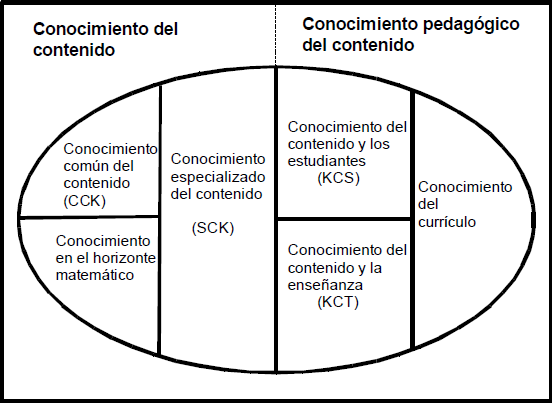 Conocimiento del
contenido
Conocimiento pedagógico
del contenido
Conocimiento
común del
contenido
(CCK)
Conocimiento
en el horizonte
matemático
Conocimiento
especializado
del contenido
(SCK)
Conocimiento del
contenido y los
estudiantes
(KCS)
Conocimiento del
contenido y la
enseñanza
(KCT)
Conocimiento
del
currículo